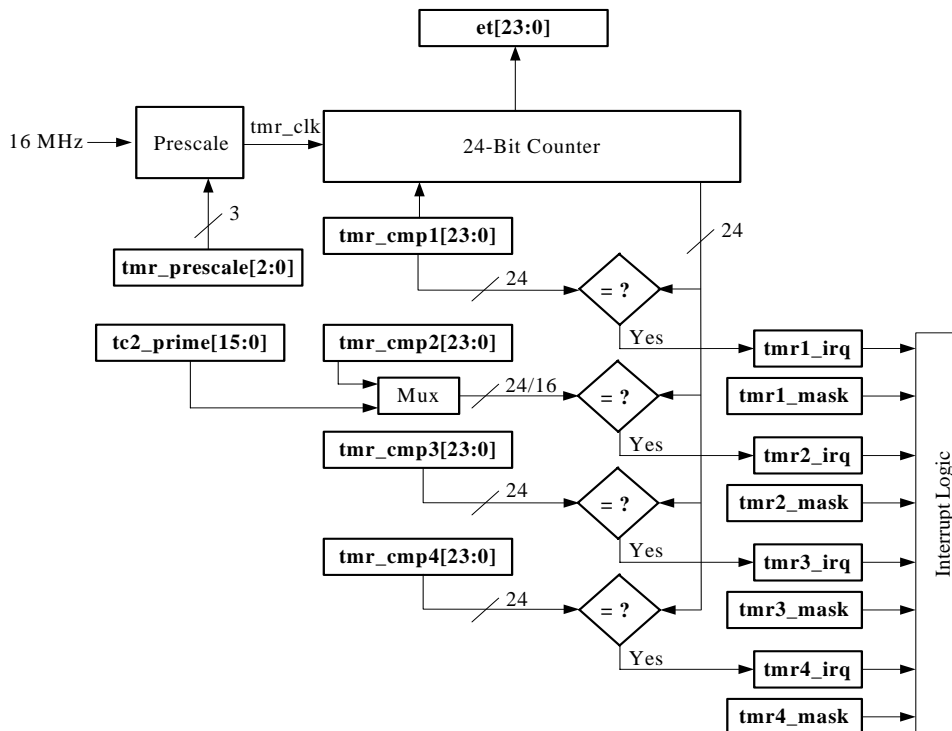 et[23:0]
16 MHz
Prescale
tmr_clk
24-Bit Counter
3
24
tmr_prescale[2:0]
tmr_cmp1[23:0]
24
= ?
Yes
tmr1_irq
tc2_prime[15:0]
tmr_cmp2[23:0]
Mux
24/16
= ?
tmr1_mask
Yes
tmr2_irq
tmr_cmp3[23:0]
24
= ?
tmr2_mask
Yes
tmr3_irq
tmr_cmp4[23:0]
24
= ?
tmr3_mask
Yes
tmr4_irq
tmr4_mask
Interrupt Logic